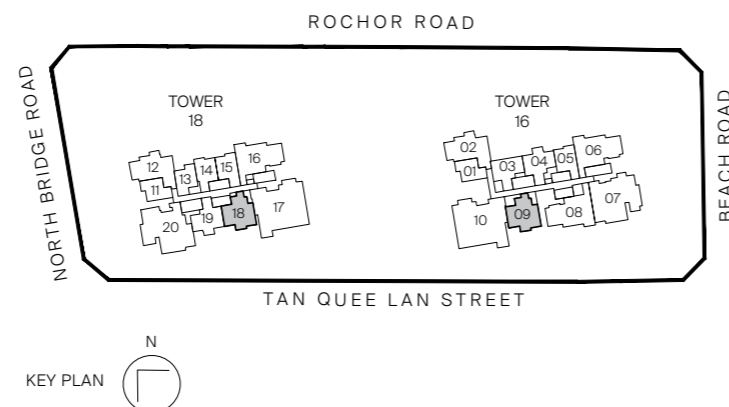 ROCHOR ROAD
NORTH BRIDGE ROAD
BEACH ROAD
TOWER
18
TOWER
16
12
11
13
14
15
16
20
19
18
17
02
01
03
04
05
06
10
09
08
07
TAN QUEE LAN STREET
N
KEY PLAN